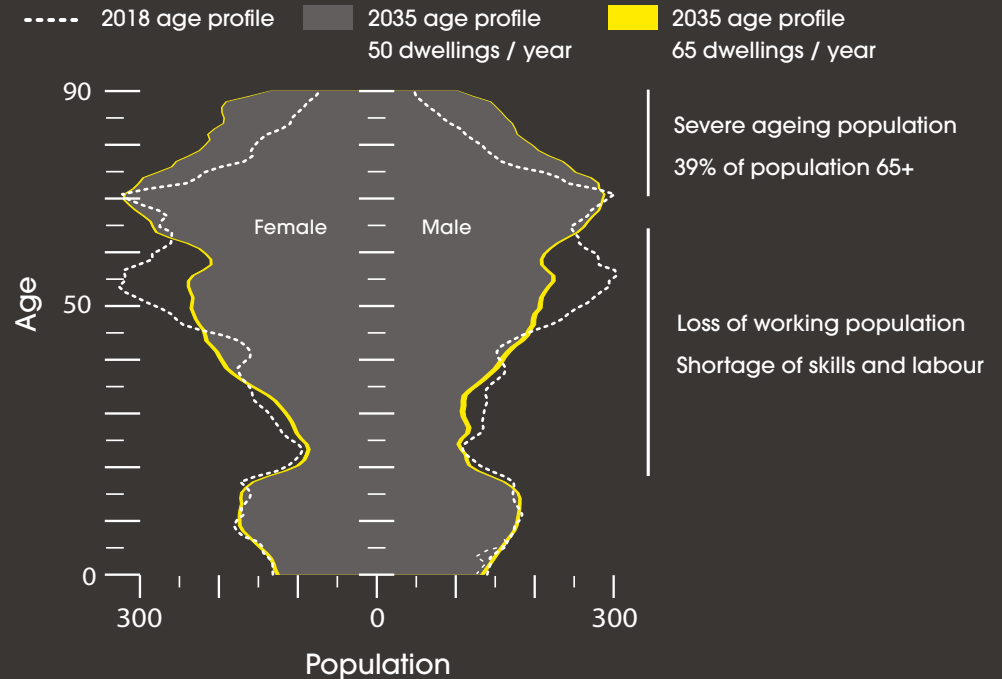 2018 age profile
2035 age profile
50 dwellings / year
2035 age profile
65 dwellings / year
90
Severe ageing population
39% of population 65+
Female
Male
Age
50
Loss of working population
Shortage of skills and labour
0
300
0
300
Population